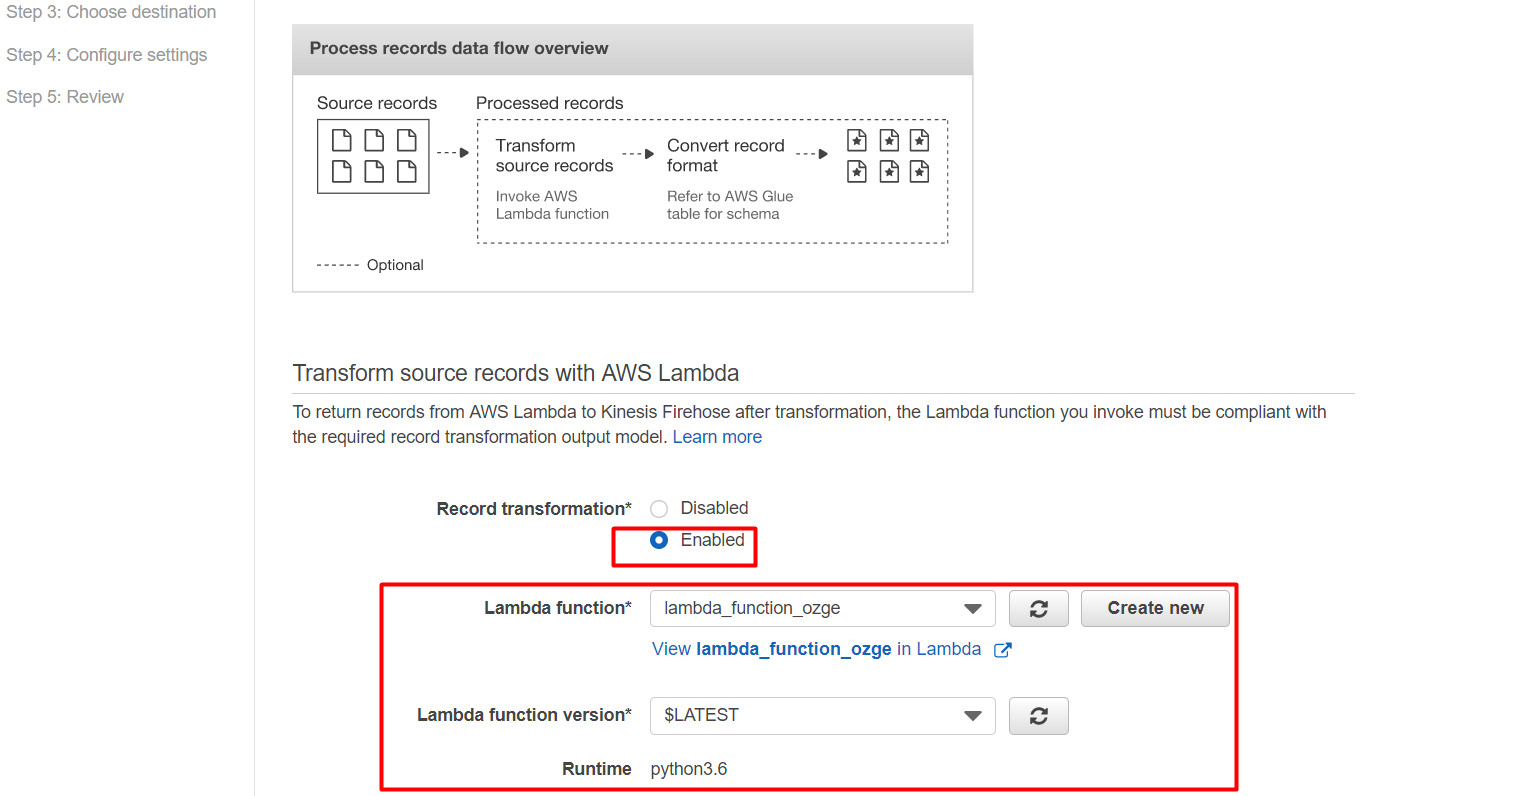 Step 3: Choose destination
Step 4: Configure settings
Step 5: Review
Process records data flow overview
Source records
Processed records
Transform
source records
Invoke AWS
Lambda function
Convert record
format
Refer to AWS Glue
table for schema
Optional
Transform source records with AWS Lambda
To return records from AWS Lambda to Kinesis Firehose after transformation, the Lambda function you invoke must be compliant with
the required record transformation output model. Learn more
Record transformation* Disabled
Enabled
Lambda function* lambda_function_ozge Create new
View lambda_function_ozge in Lambda
Lambda function version* $LATEST
Runtime python3.6